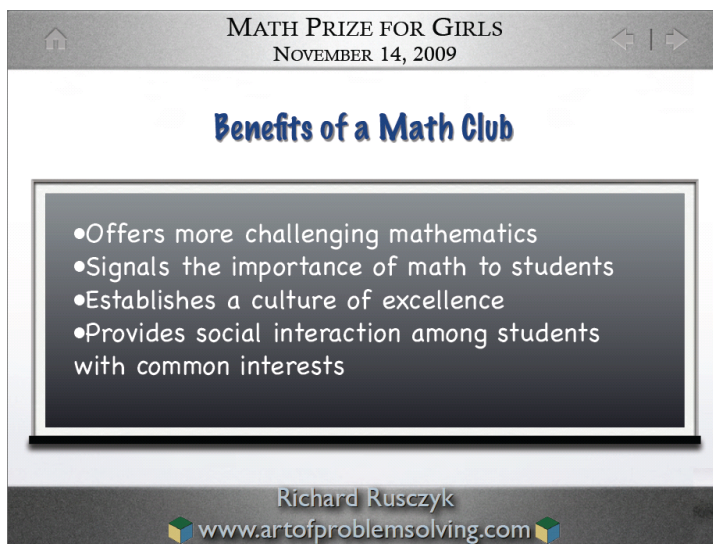 MATH PRIZE FOR GIRLS
NOVEMBER 14, 2009
Benefits of a Math Club
•Offers more challenging mathematics
•Signals the importance of math to students
•Establishes a culture of excellence
•Provides social interaction among students
with common interests
Richard Rusczyk
www.artofproblemsolving.com